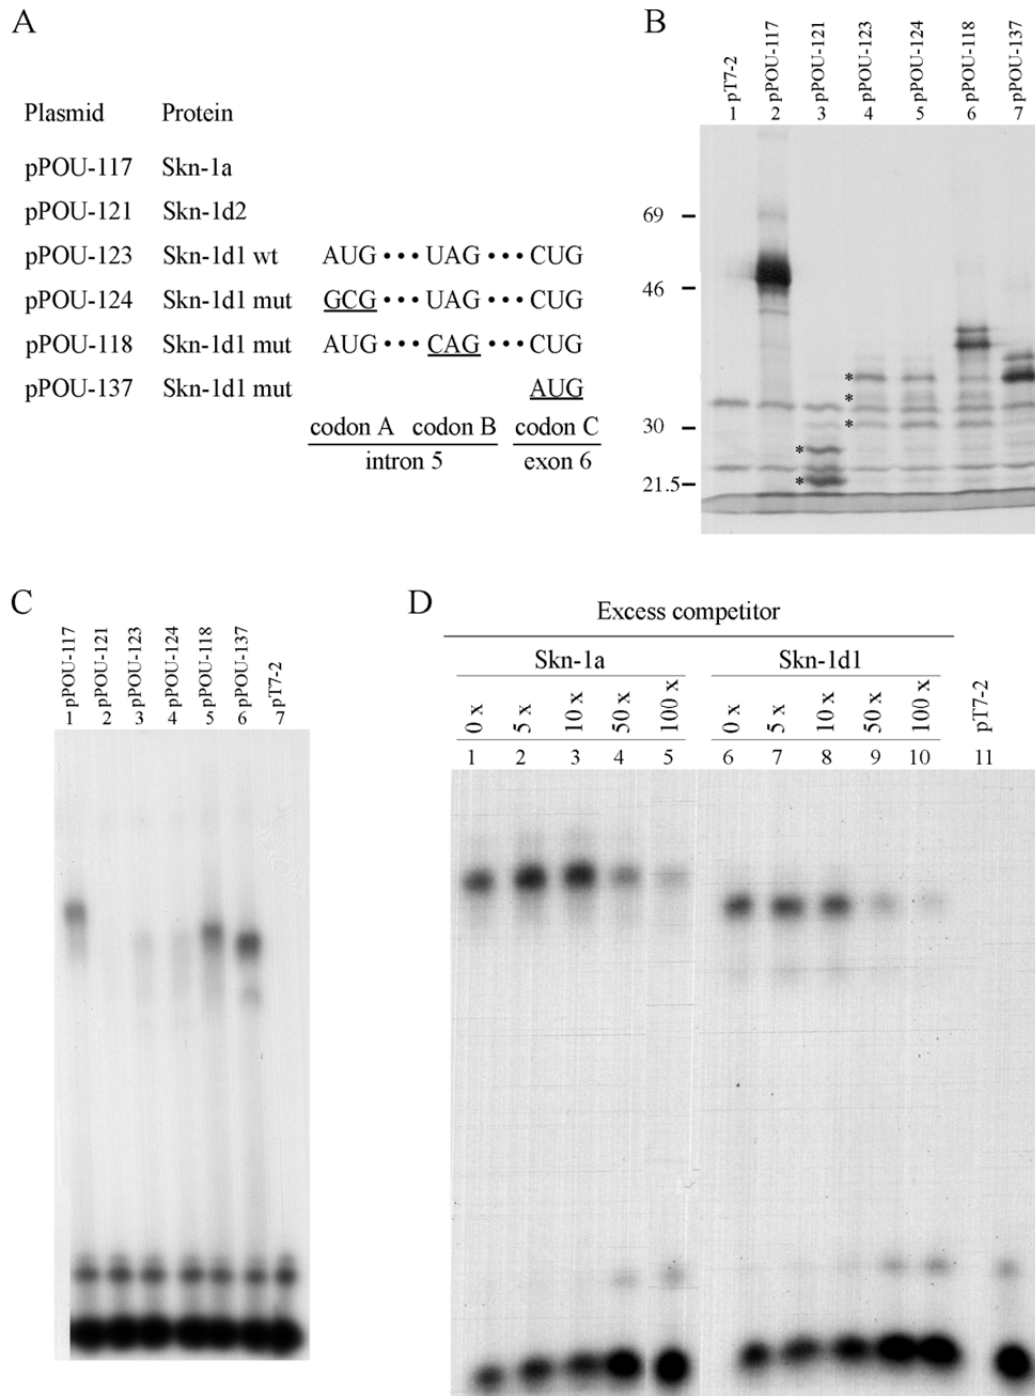 A
Plasmid Protein
pPOU-117 Skn-1a
pPOU-121 Skn-1d2
pPOU-123 Skn-1d1 wt AUG•••UAG•••CUG
pPOU-124 Skn-1d1 mut GCG•••UAG•••CUG
pPOU-118 Skn-1d1 mut AUG•••CAG•••CUG
pPOU-137 Skn-1d1 mut AUG
codon A codon B codon C
intron 5 exon 6
B
pT7-2 pPOU-117 pPOU-121 pPOU-123 pPOU-124 pPOU-118 pPOU-137
1 2 3 4 5 6 7
69
46
*
*
30 *
*
21.5 *
C
pPOU-117 pPOU-121 pPOU-123 pPOU-124 pPOU-118 pPOU-137 pT7-2
1 2 3 4 5 6 7
D
Excess competitor
Skn-1a Skn-1d1
0 x 5 x 10 x 50 x 100 x 0 x 5 x 10 x 50 x 100 x pT7-2
1 2 3 4 5 6 7 8 9 10 11